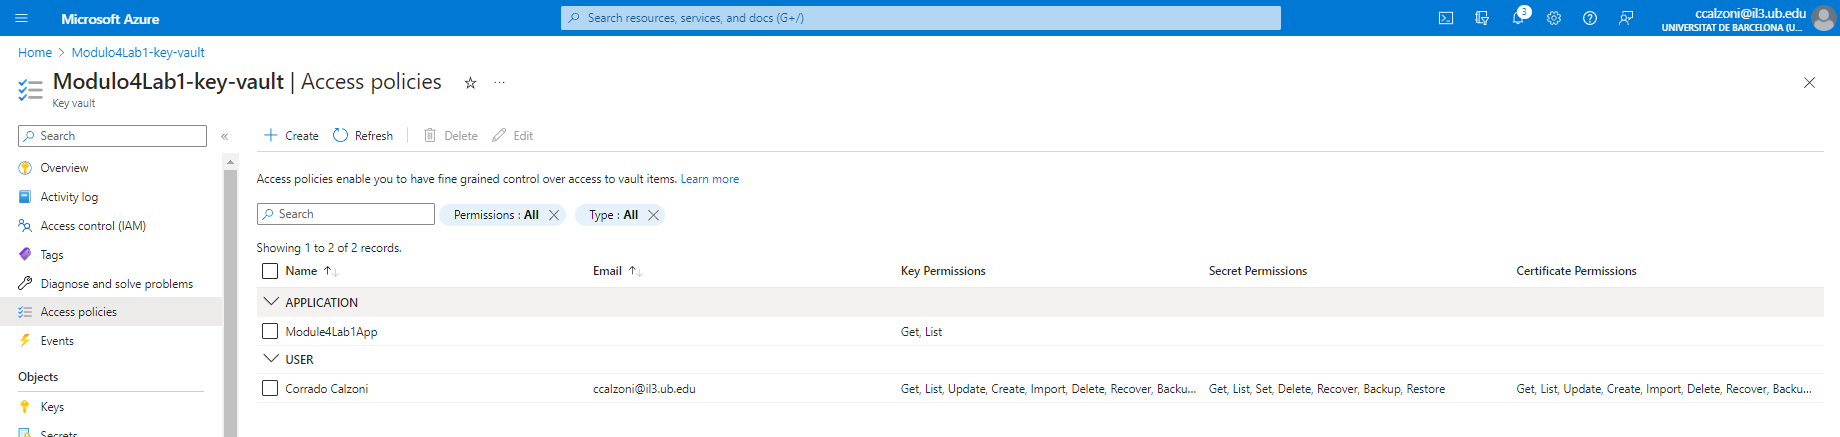 Microsoft Azure
Search resources, services, and docs (G+/)
3
ccalzoni@il3.ub.edu
UNIVERSITAT DE BARCELONA (U...
Home > Modulo4Lab1-key-vault
Modulo4Lab1-key-vault | Access policies
Key vault
Search
Overview
Activity log
Access control (IAM)
Tags
Diagnose and solve problems
Access policies
Events
Objects
Keys
Secrets
Create Refresh Delete Edit
Access policies enable you to have fine grained control over access to vault items. Learn more
Search Permissions : All Type : All
Showing 1 to 2 of 2 records.
Name Email Key Permissions Secret Permissions Certificate Permissions
APPLICATION
Module4Lab1App Get, List
USER
Corrado Calzoni ccalzoni@il3.ub.edu Get, List, Update, Create, Import, Delete, Recover, Backu... Get, List, Set, Delete, Recover, Backup, Restore Get, List, Update, Create, Import, Delete, Recover, Backu...